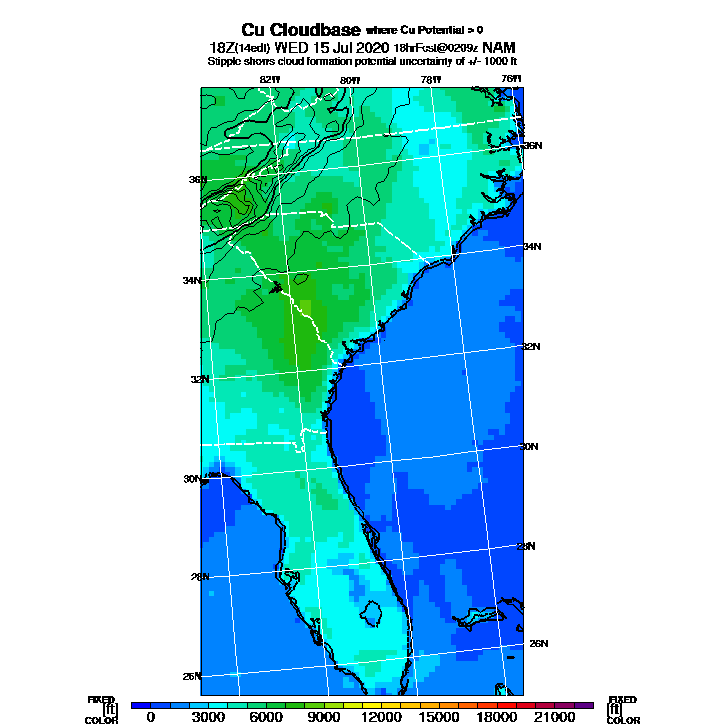 Cu Cloudbase where Cu Potential > 0
18Z(14edt) WED 15 Jul 2020 18hrFcst@0209z NAM
Stipple shows cloud formation potential uncertainty of +/- 1000 ft
82W 80W 78W 76W
36N
36N
34N
34N
32N
32N
30N
30N
28N
28N
26N
26N
FIXED FIXED
[ft] [ft]
COLOR COLOR
0 3000 6000 9000 12000 15000 18000 21000